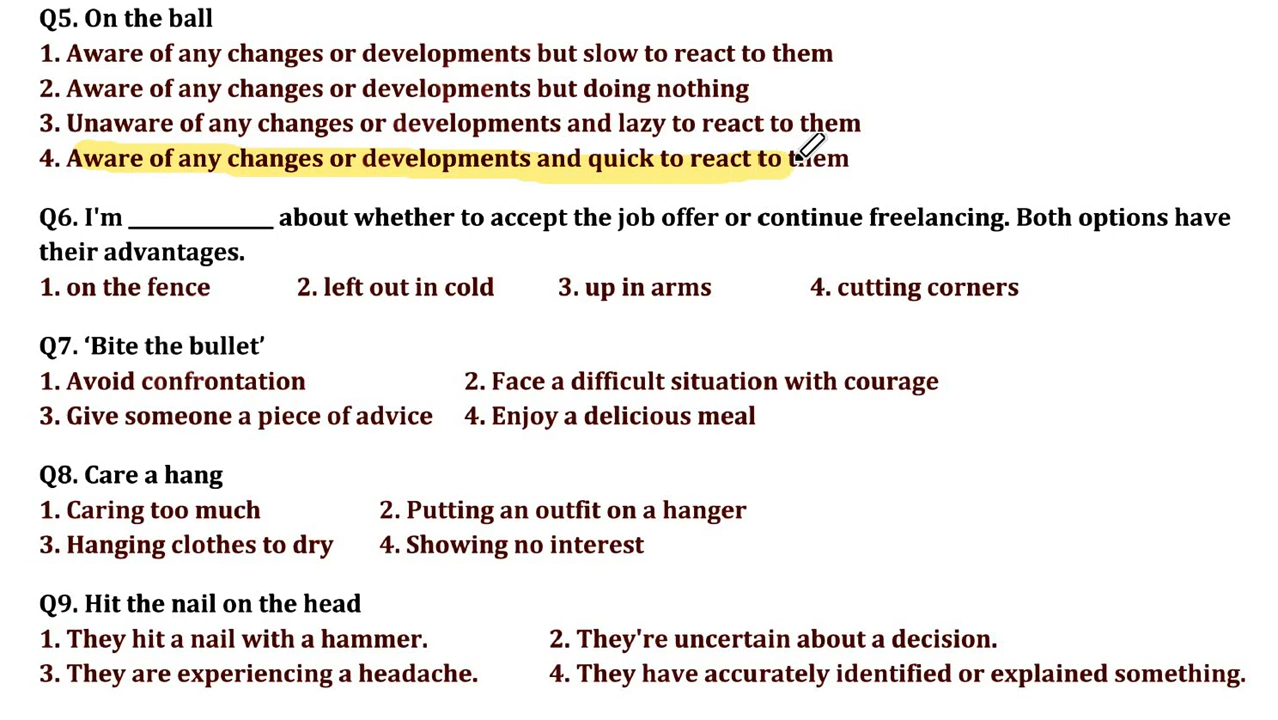 Q5. On the ball
1. Aware of any changes or developments but slow to react to them
2. Aware of any changes or developments but doing nothing
3. Unaware of any changes or developments and lazy to react to them
4. Aware of any changes or developments and quick to react to them
Q6. I'm ___________ about whether to accept the job offer or continue freelancing. Both options have
their advantages.
1. on the fence 2. left out in cold 3. up in arms 4. cutting corners
Q7. ‘Bite the bullet’
1. Avoid confrontation 2. Face a difficult situation with courage
3. Give someone a piece of advice 4. Enjoy a delicious meal
Q8. Care a hang
1. Caring too much 2. Putting an outfit on a hanger
3. Hanging clothes to dry 4. Showing no interest
Q9. Hit the nail on the head
1. They hit a nail with a hammer. 2. They're uncertain about a decision.
3. They are experiencing a headache. 4. They have accurately identified or explained something.